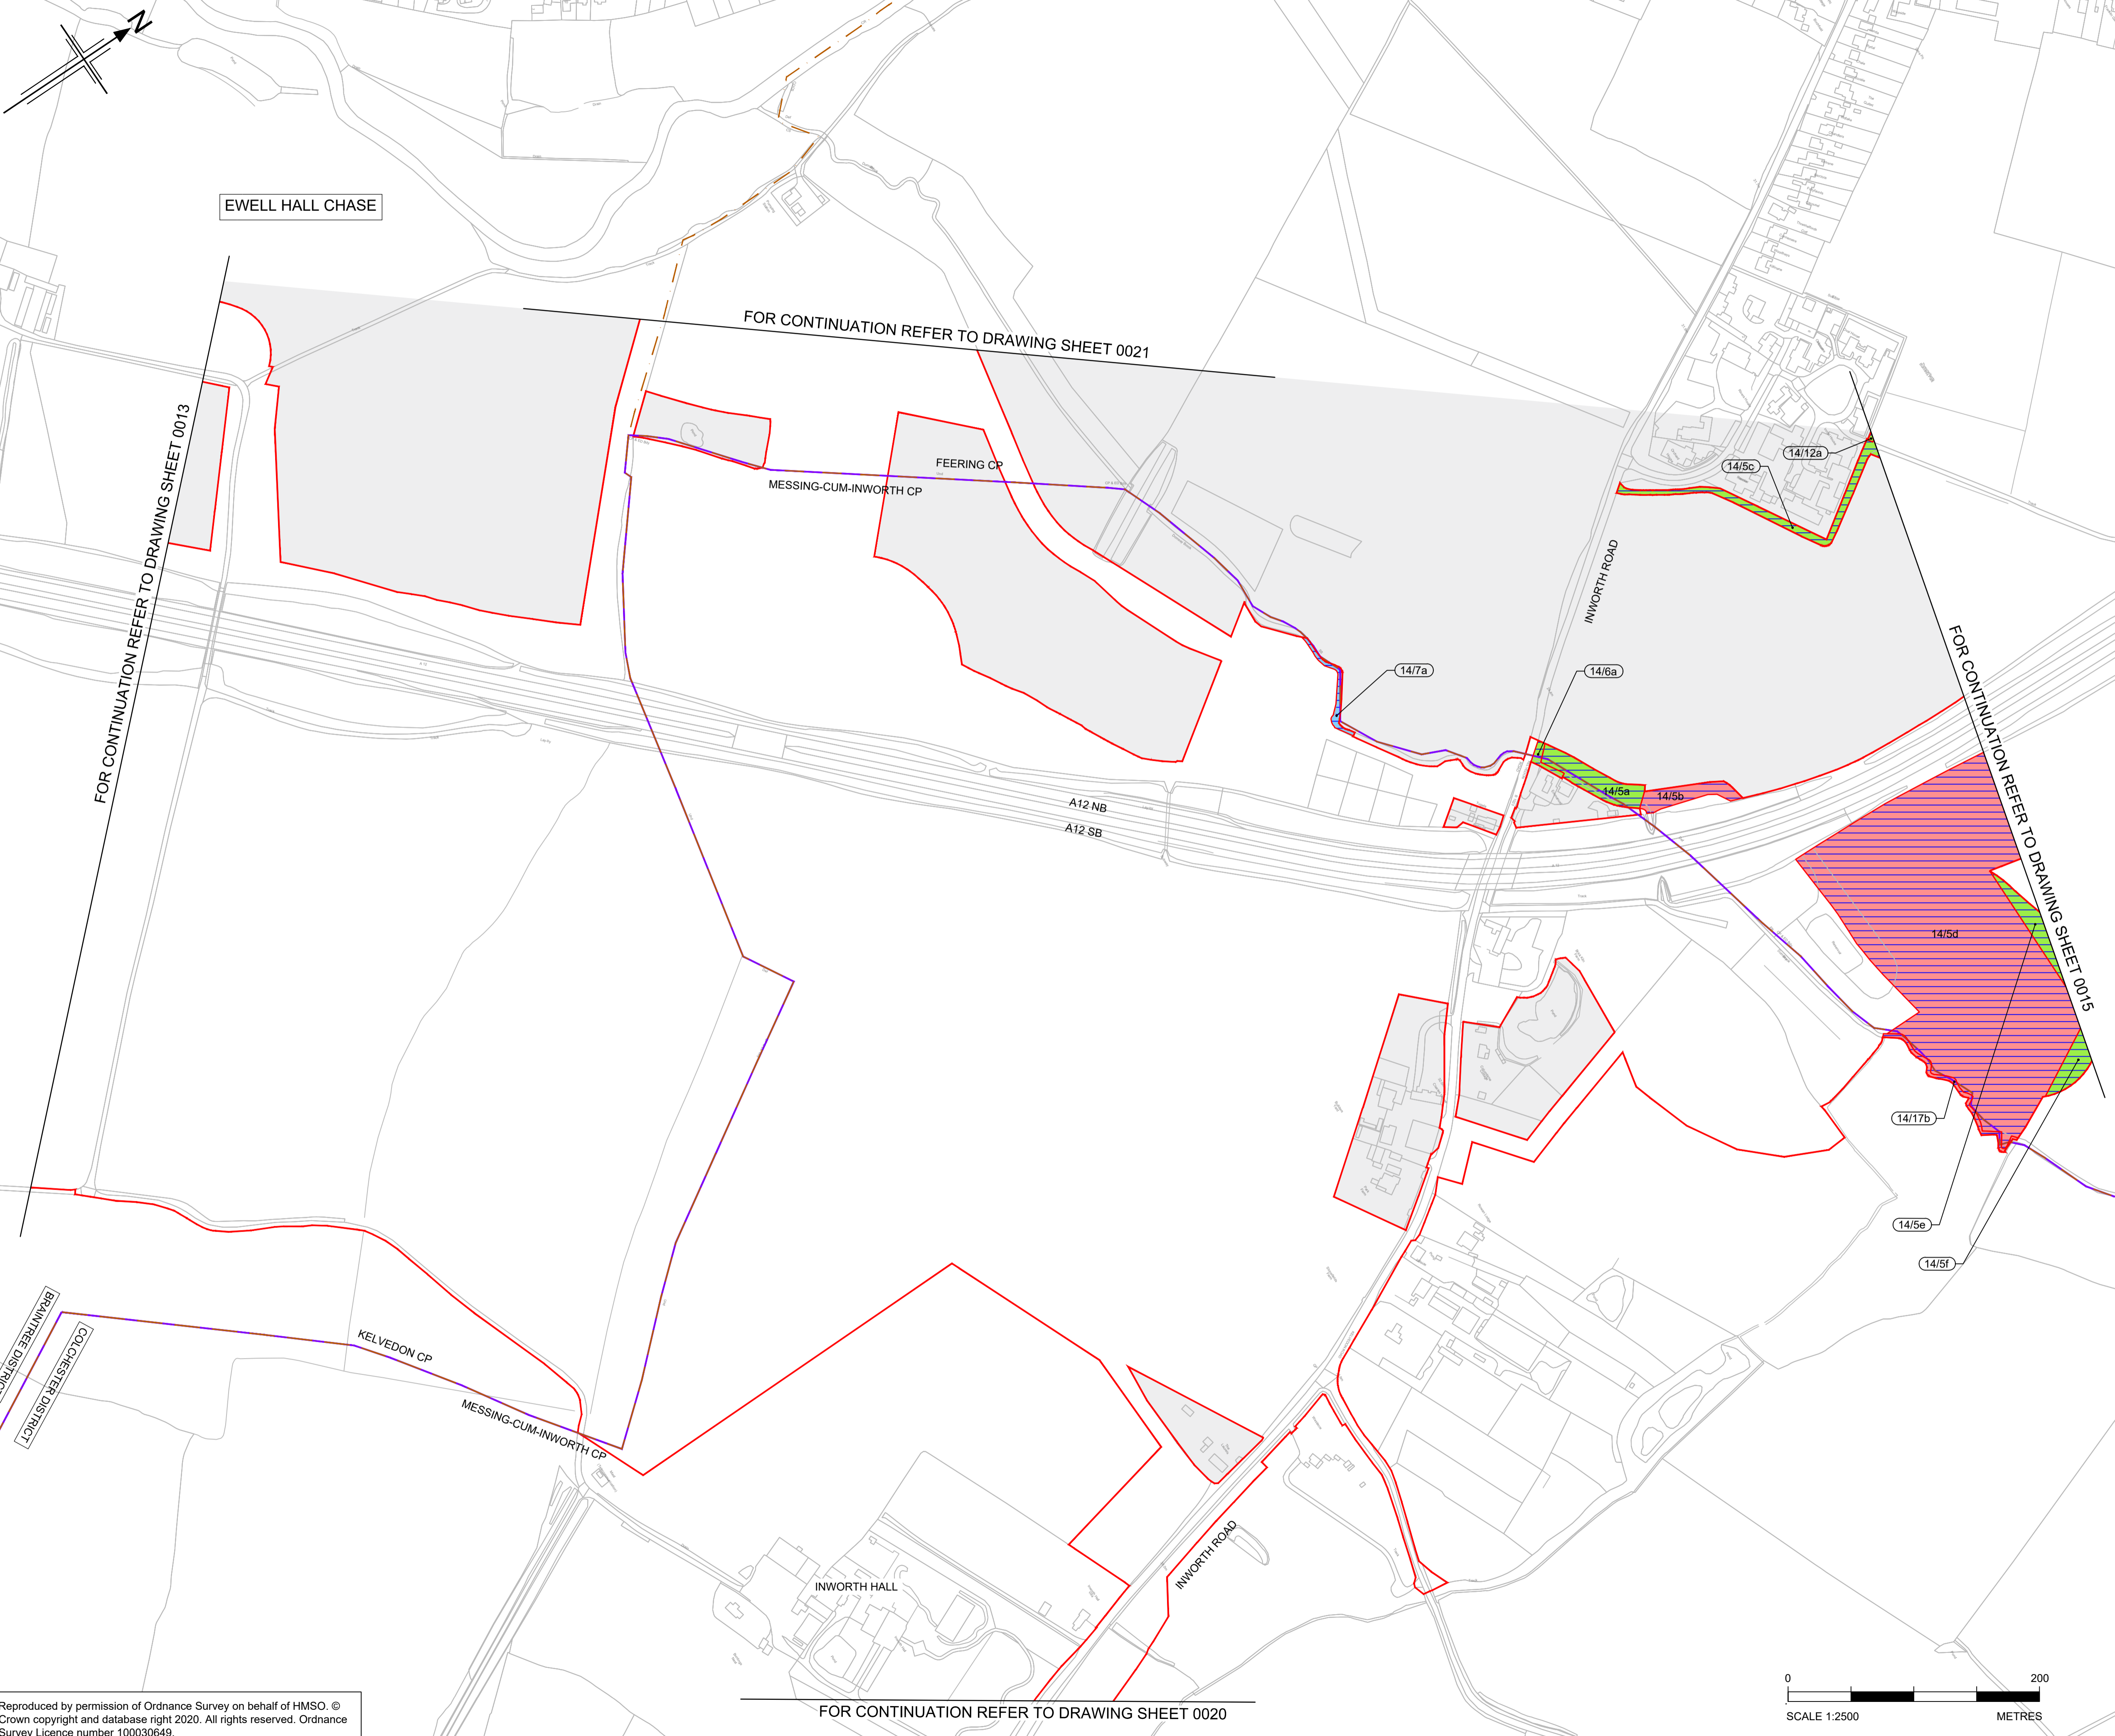 N
EWELL HALL CHASE
FOR CONTINUATION REFER TO DRAWING SHEET 0021
FOR CONTINUATION REFER TO DRAWING SHEET 0013
FEERING CP
MESSING-CUM-INWORTH CP
14/12a
14/5c
INWORTH ROAD
14/7a
14/6a
14/5a
14/5b
A12 NB
A12 SB
FOR CONTINUATION REFER TO DRAWING SHEET 0015
14/5d
14/17b
14/5e
14/5f
BRAINTREE DISTRICT
COLCHESTER DISTRICT
KELVEDON CP
MESSING-CUM-INWORTH CP
INWORTH ROAD
INWORTH HALL
FOR CONTINUATION REFER TO DRAWING SHEET 0020
0 200
SCALE 1:2500 METRES
Reproduced by permission of Ordnance Survey on behalf of HMSO. ©
Crown copyright and database right 2020. All rights reserved. Ordnance
Survey Licence number 100030649.